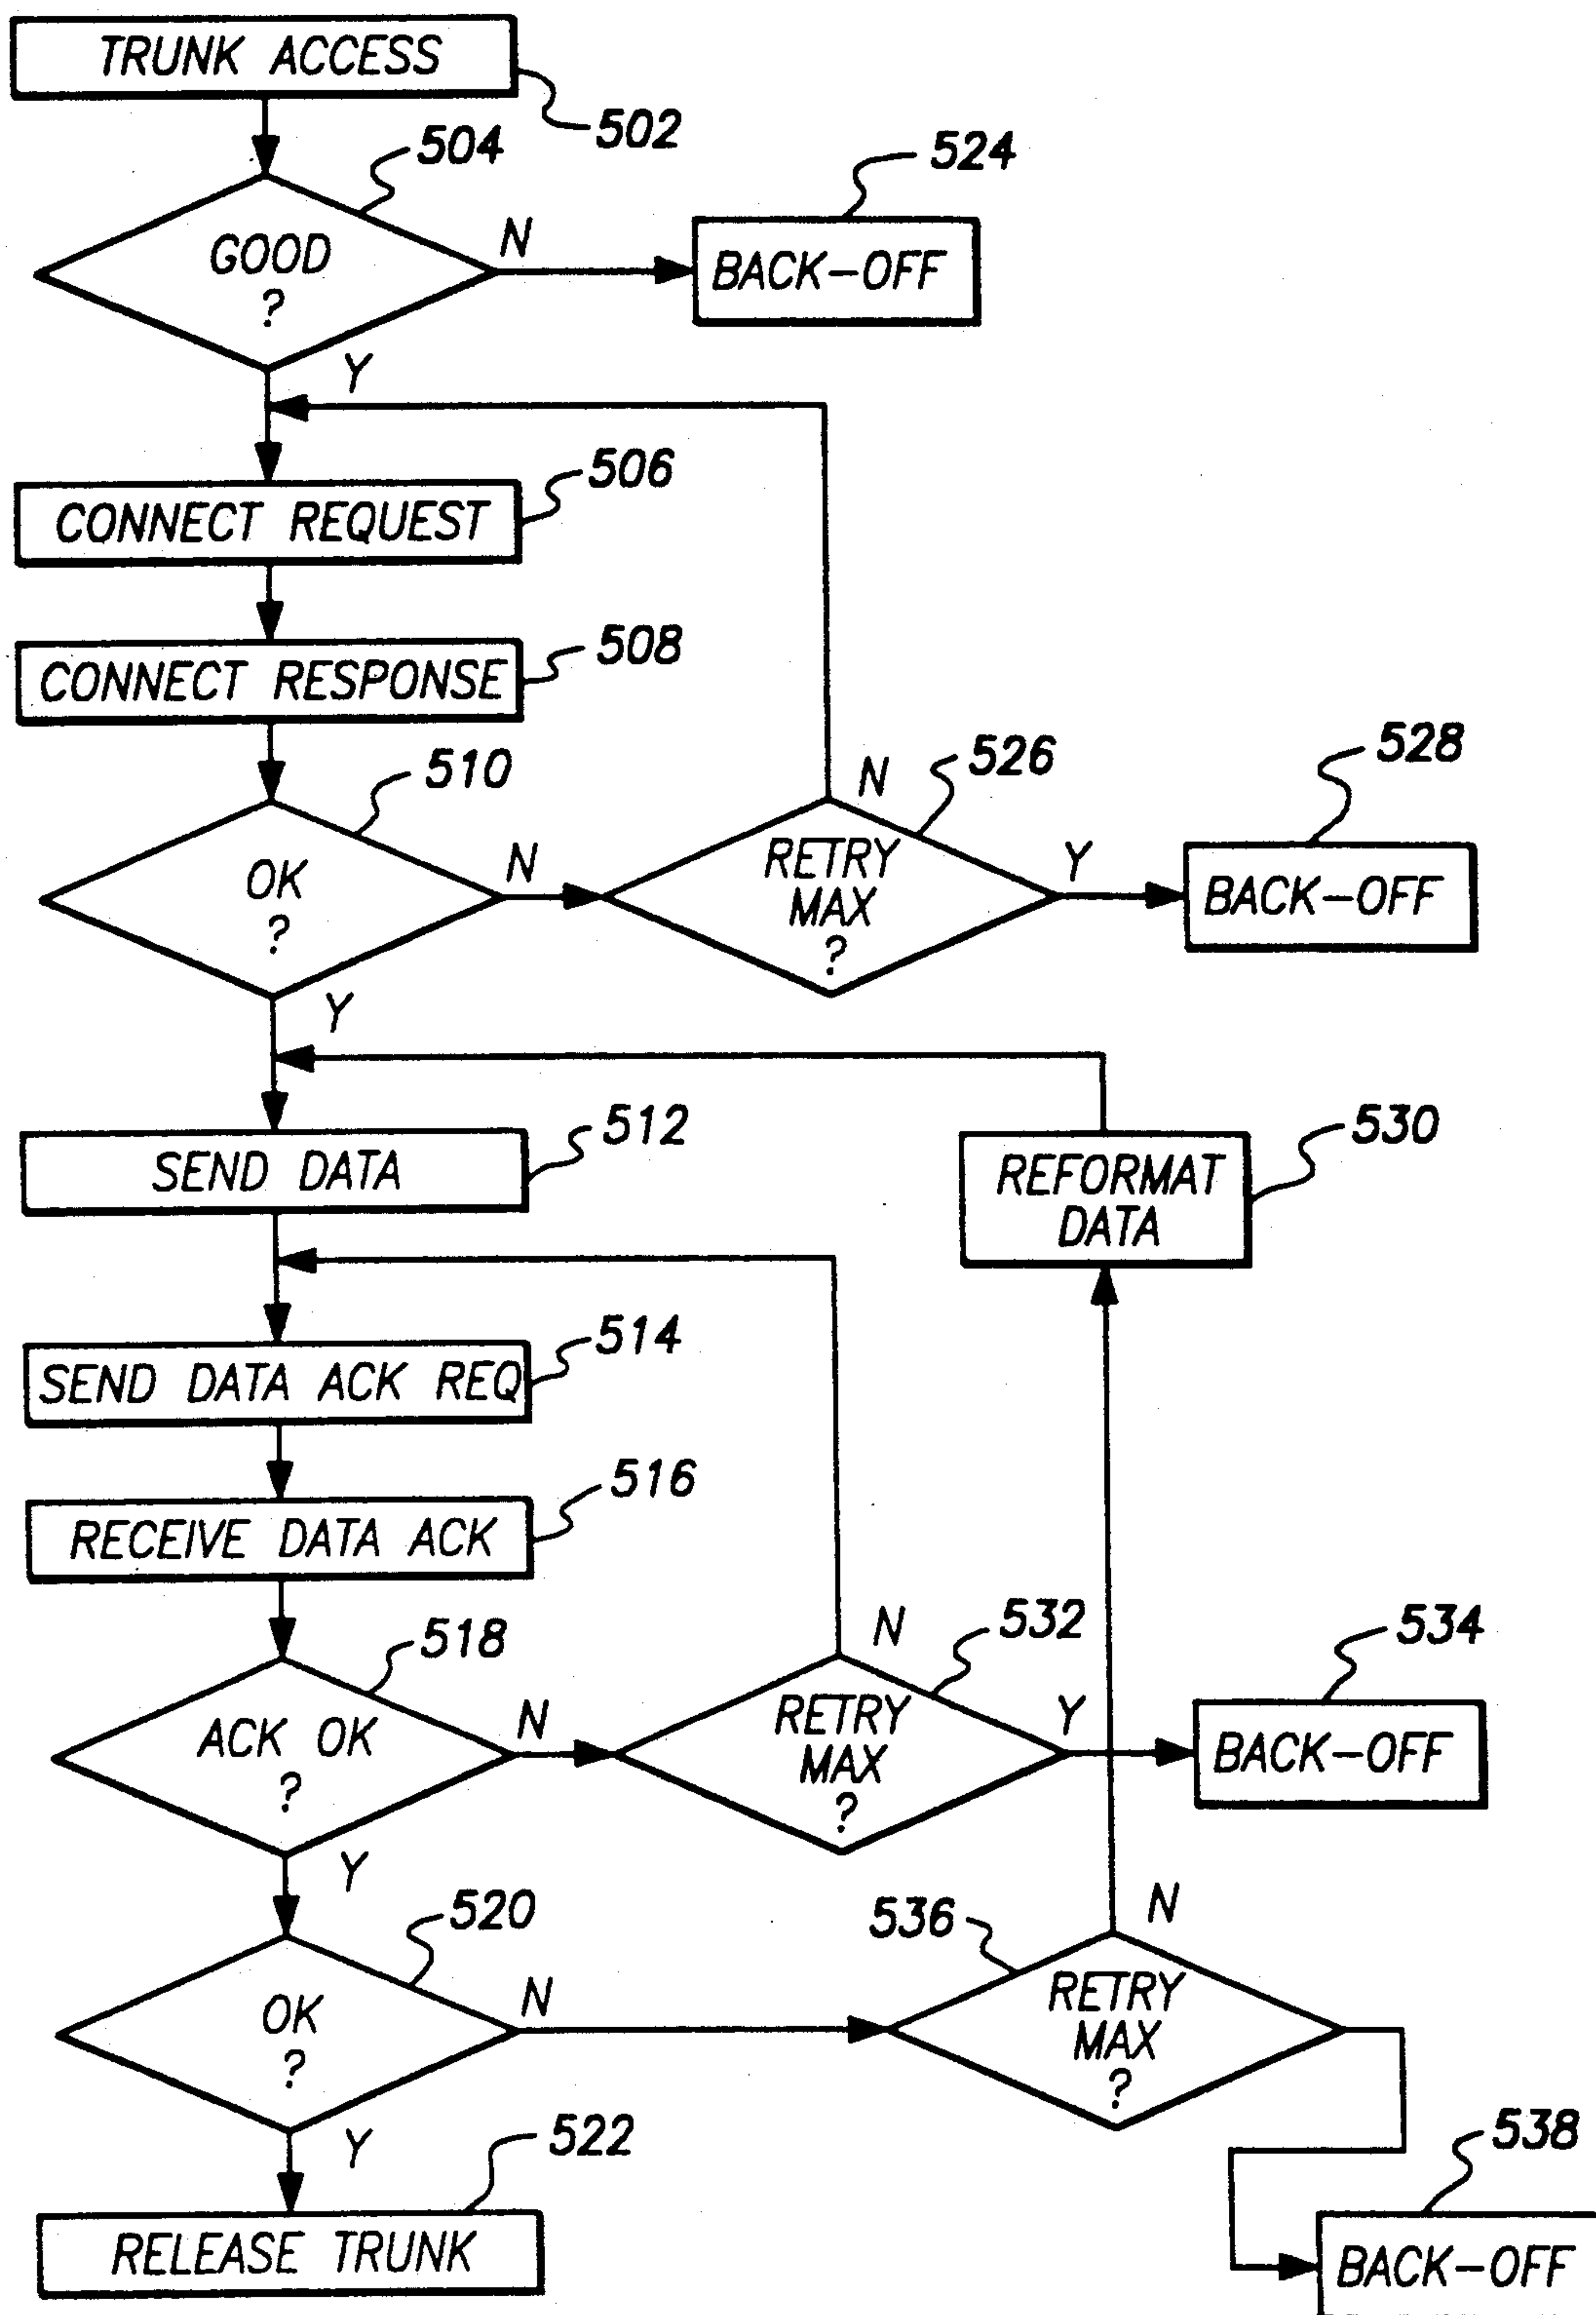 TRUNK ACCESS
502
504
524
GOOD
?
N
BACK-OFF
Y
506
CONNECT REQUEST
508
CONNECT RESPONSE
510
N
526
528
OK
?
N
RETRY
MAX
?
Y
BACK-OFF
Y
512
SEND DATA
530
REFORMAT
DATA
514
SEND DATA ACK REQ
516
RECEIVE DATA ACK
518
N
532
534
ACK OK
?
N
RETRY
MAX
?
Y
BACK-OFF
Y
520
536
N
OK
?
N
RETRY
MAX
?
Y
522
538
RELEASE TRUNK
BACK-OFF